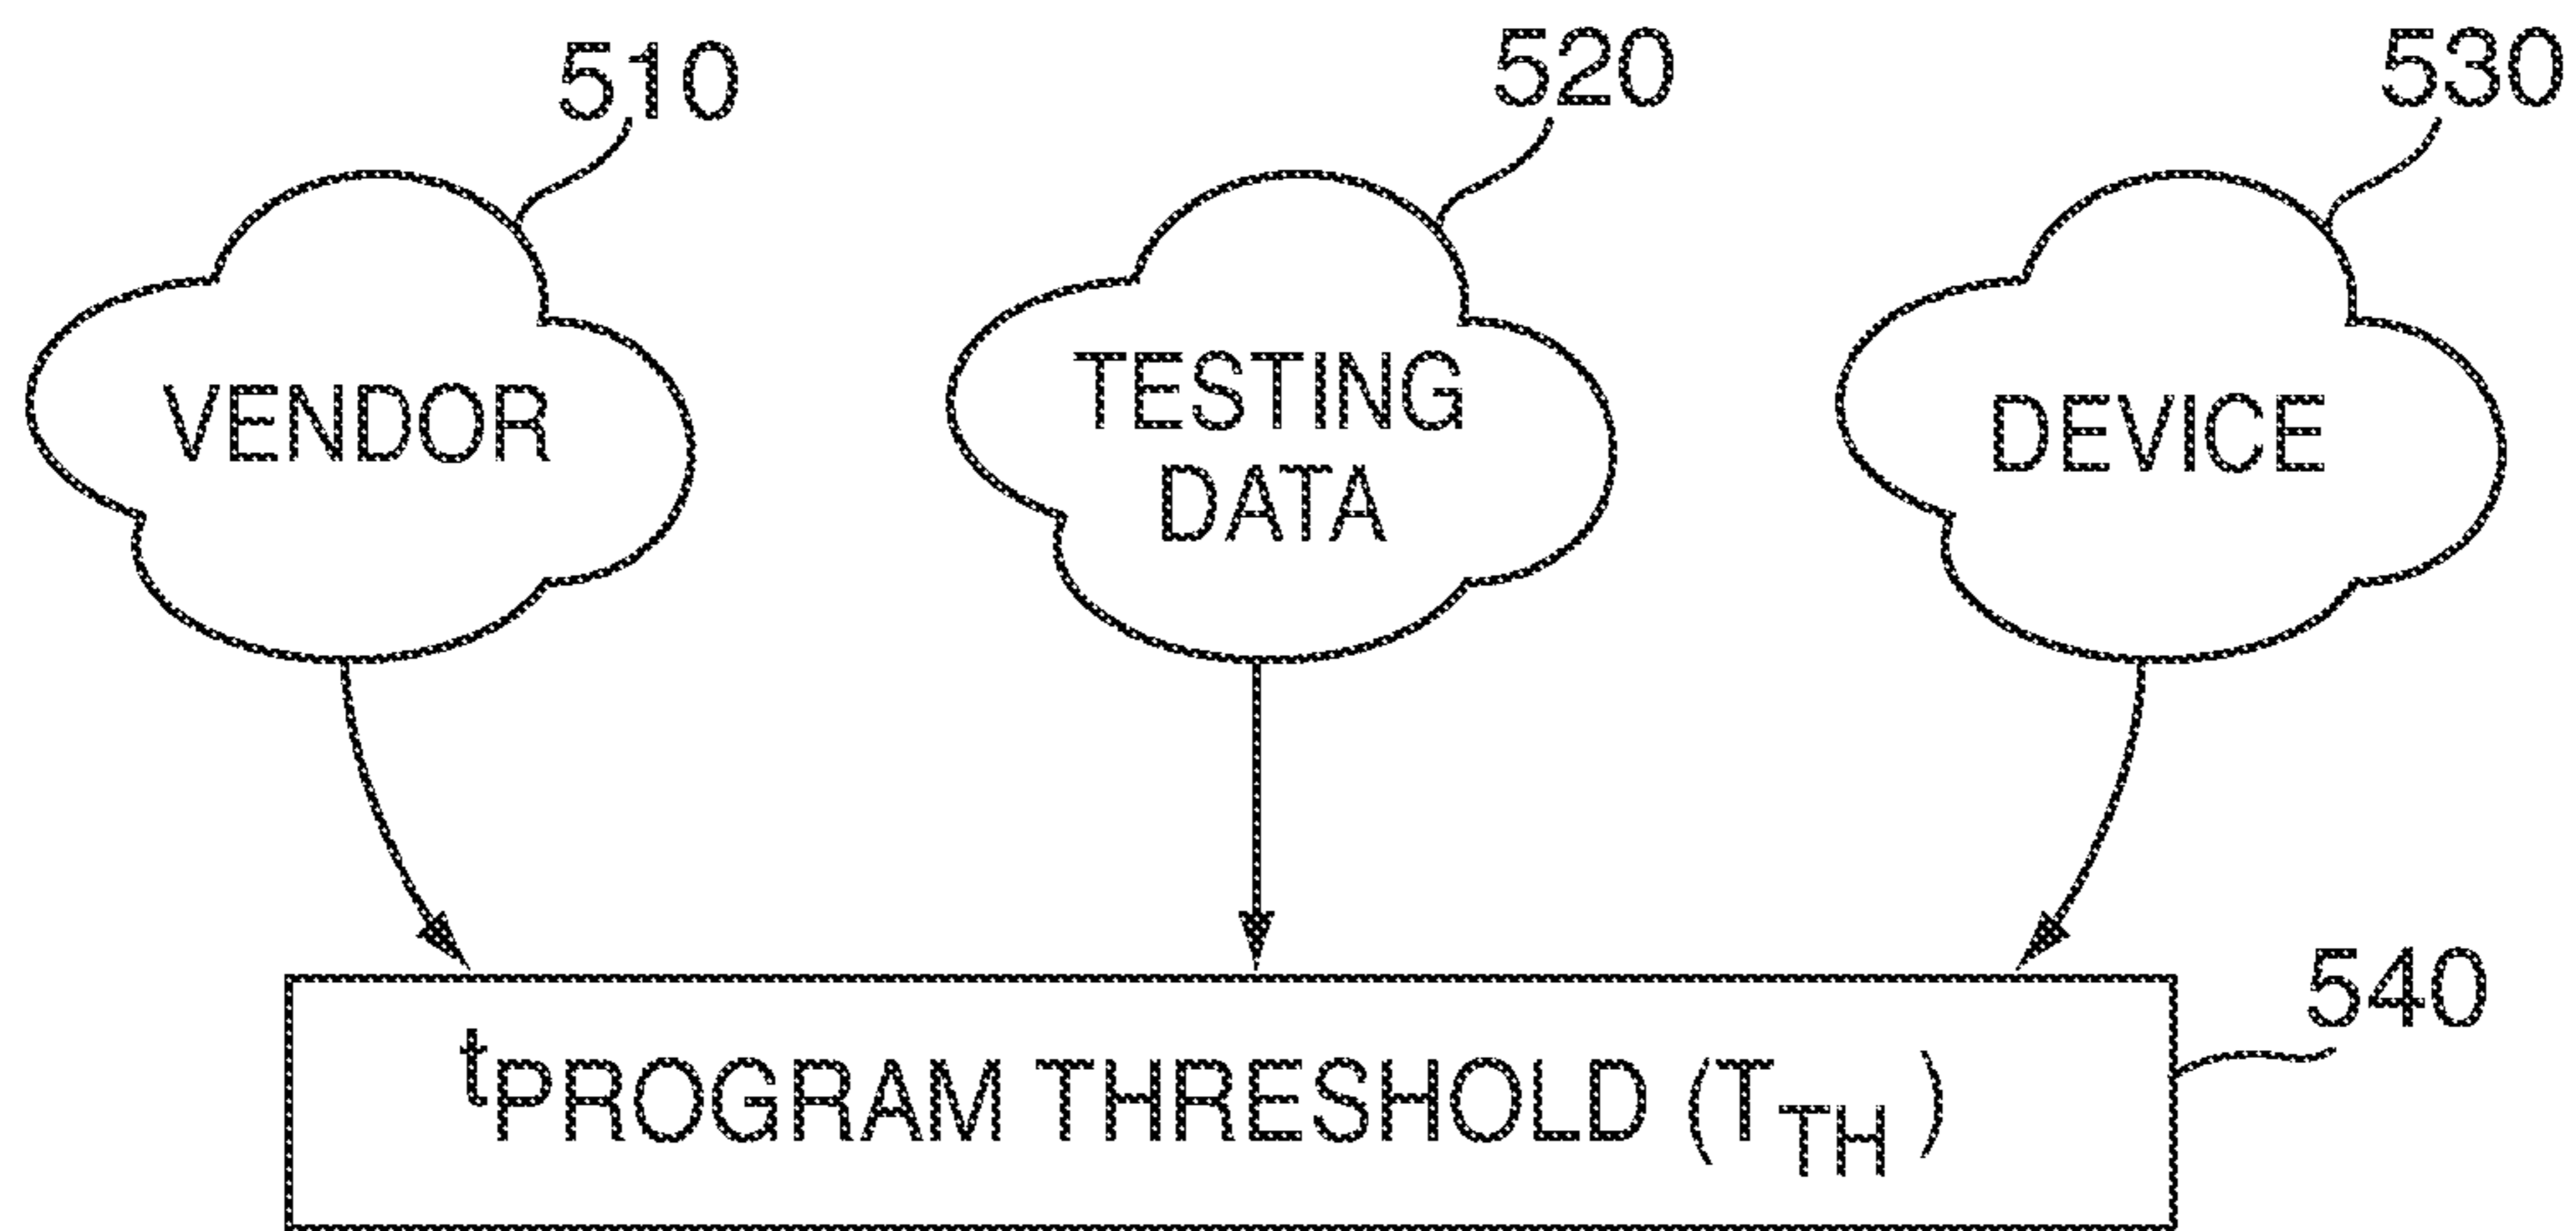 510
520
530
VENDOR
TESTING
DATA
DEVICE
540
tPROGRAM THRESHOLD (TTH)